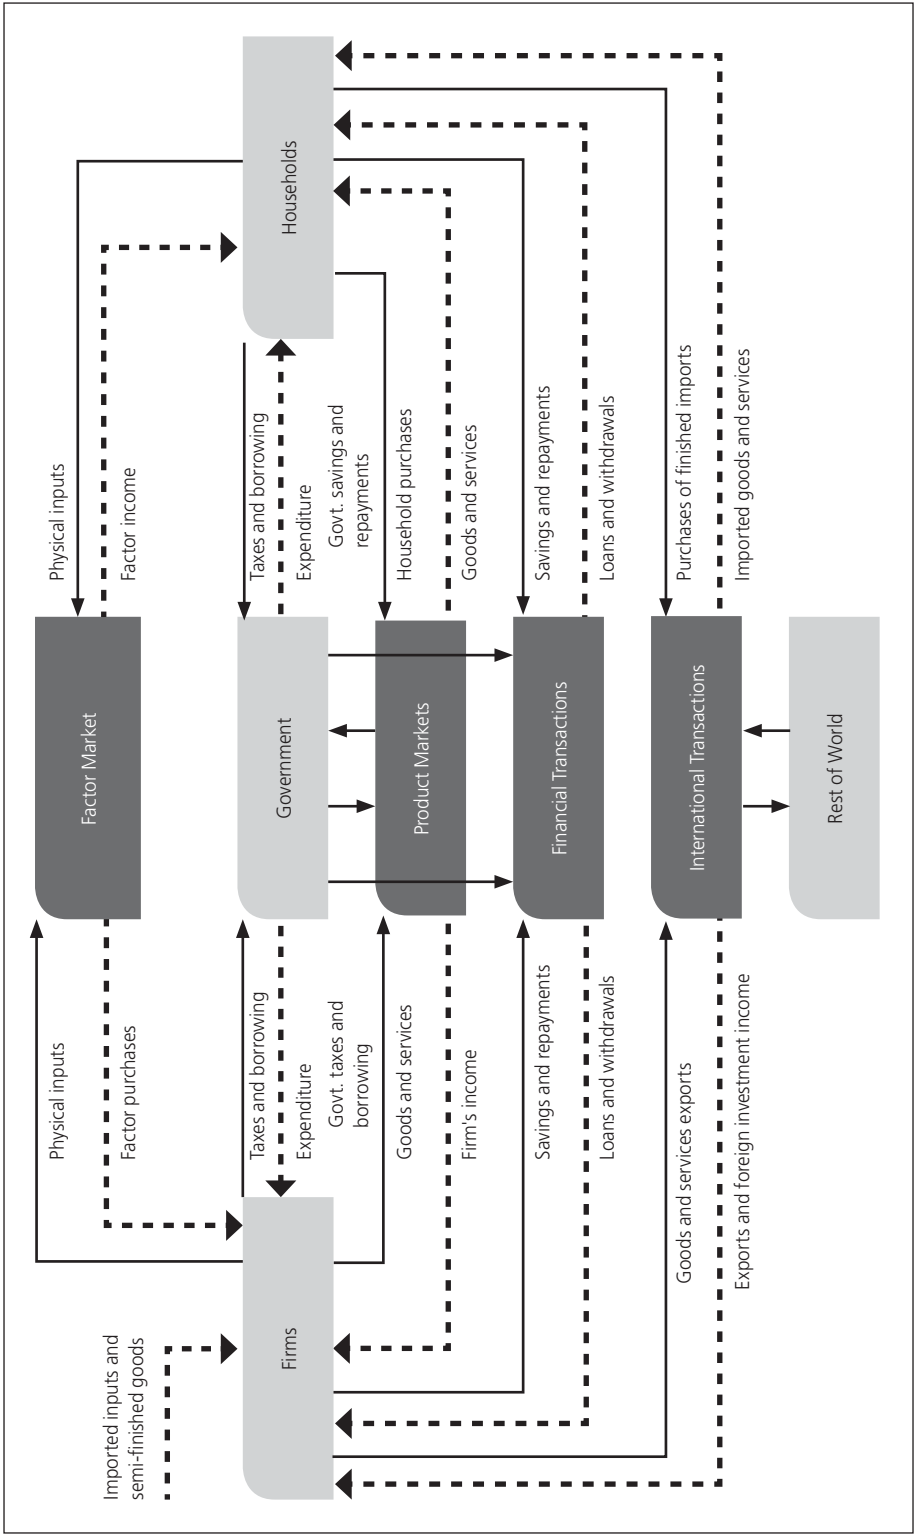 Imported inputs and
semi-finished goods
Physical inputs
Factor purchases
Factor Market
Physical inputs
Factor income
Firms
Taxes and borrowing
Expenditure
Government
Taxes and borrowing
Expenditure
Households
Govt. taxes and
borrowing
Govt. savings and
repayments
Goods and services
Firm's income
Product Markets
Household purchases
Goods and services
Savings and repayments
Loans and withdrawals
Financial Transactions
Savings and repayments
Loans and withdrawals
Goods and services exports
Exports and foreign investment income
International Transactions
Purchases of finished imports
Imported goods and services
Rest of World